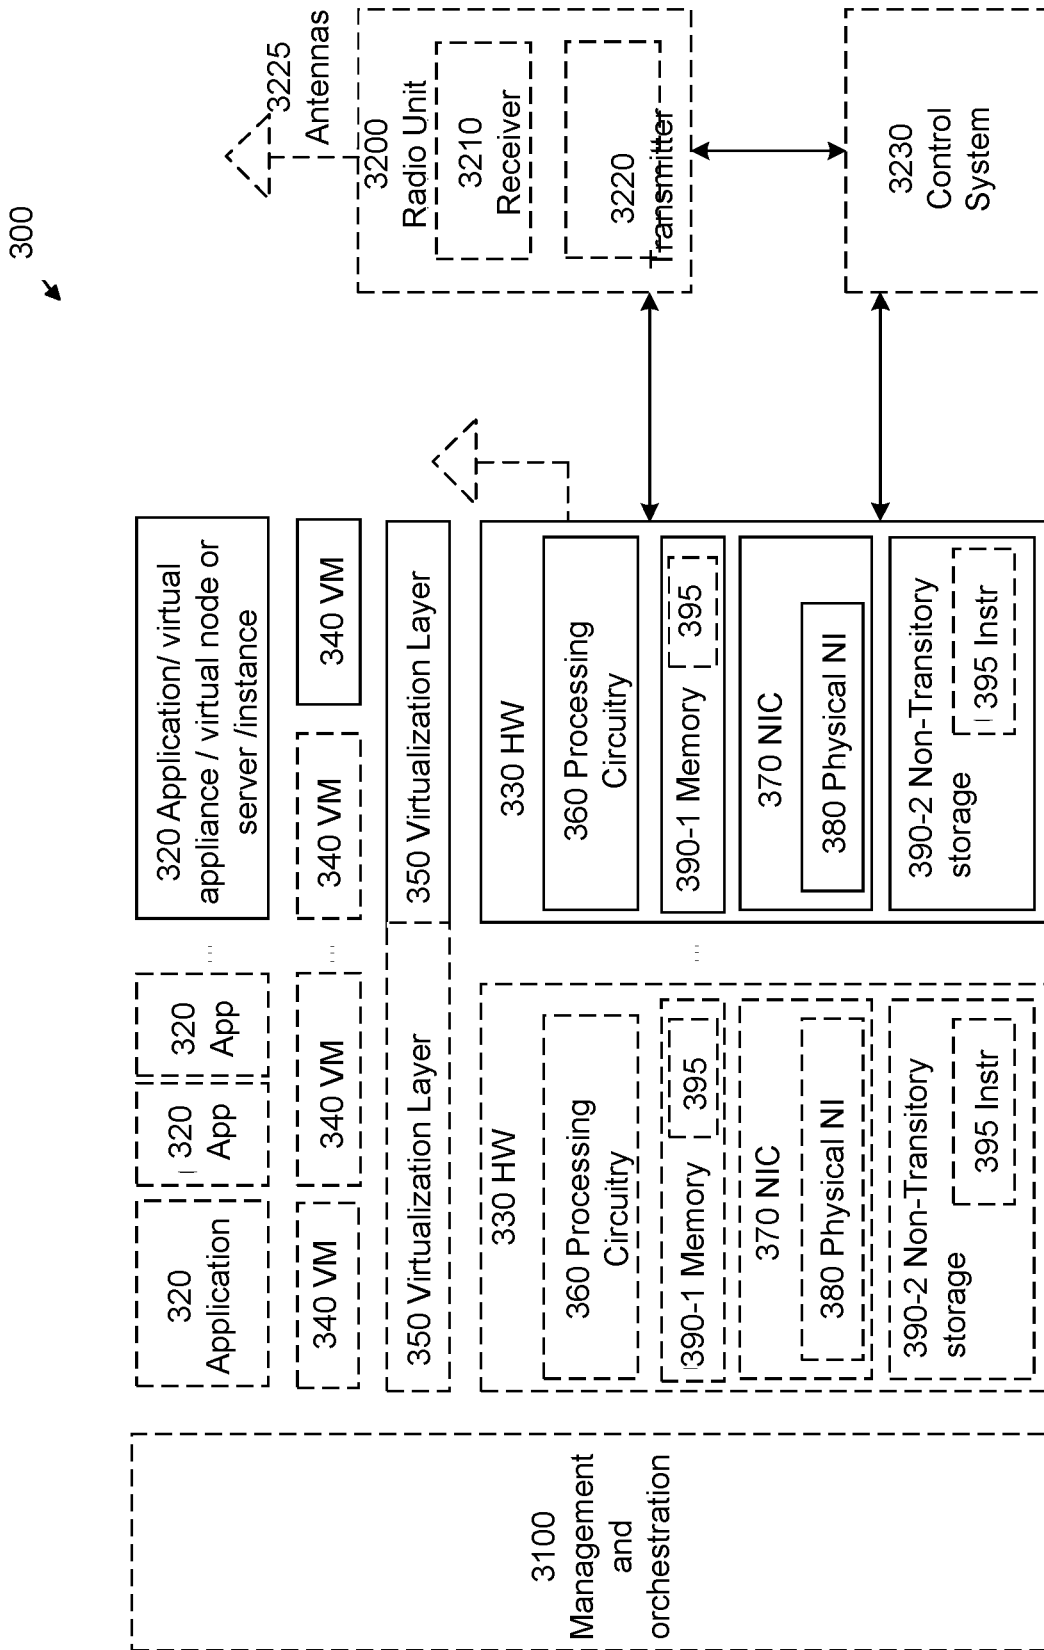 300
3100
Management
and
orchestration
320
Application
320
App
320
App
...
320 Application/ virtual
appliance / virtual node or
server /instance
340 VM
340 VM
...
340 VM
340 VM
350 Virtualization Layer
350 Virtualization Layer
330 HW
360 Processing
Circuitry
390-1 Memory
395
370 NIC
380 Physical NI
390-2 Non-Transitory
storage
395 Instr
...
330 HW
360 Processing
Circuitry
390-1 Memory
395
370 NIC
380 Physical NI
390-2 Non-Transitory
storage
395 Instr
3225
Antennas
3200
Radio Unit
3210
Receiver
3220
Transmitter
3230
Control
System